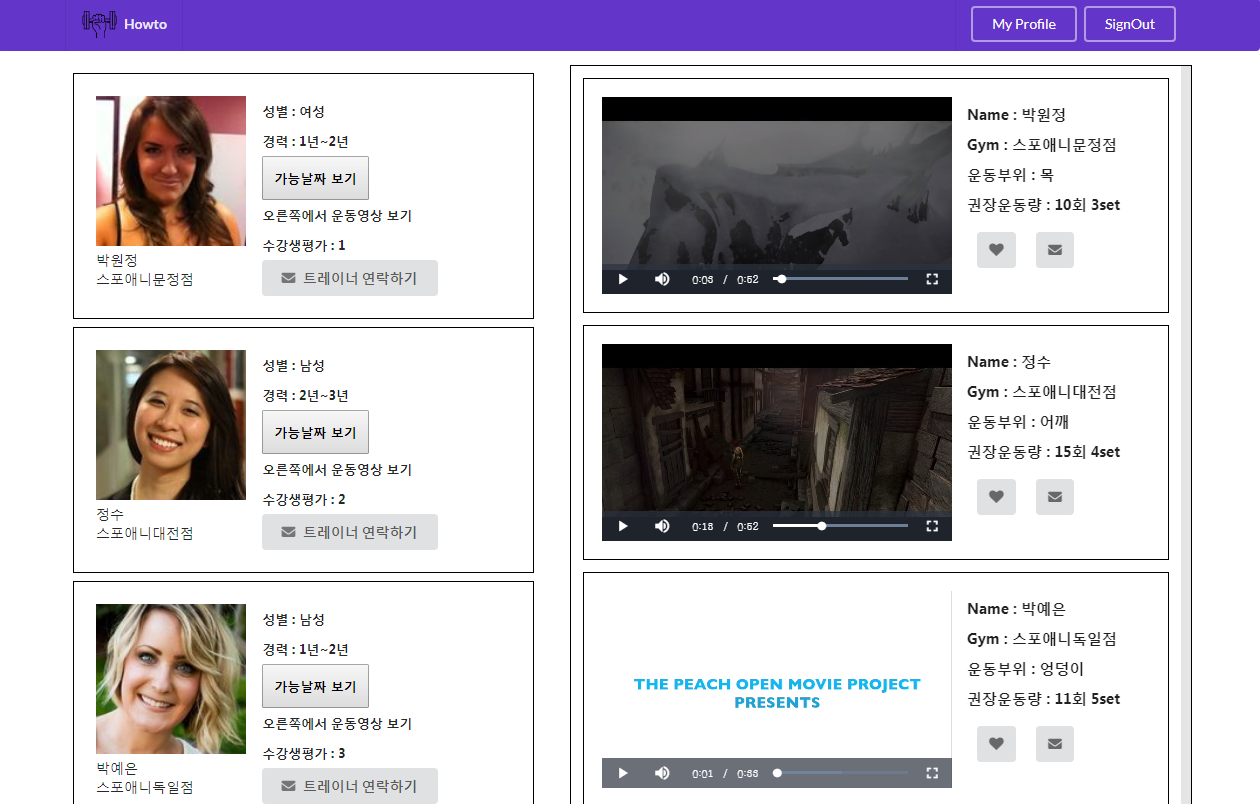 Howto
My Profile
SignOut
성별 : 여성
경력 : 1년~2년
가능날짜 보기
오른쪽에서 운동영상 보기
수강생평가 : 1
트레이너 연락하기
박원정
스포애니문정점
성별 : 남성
경력 : 2년~3년
가능날짜 보기
오른쪽에서 운동영상 보기
수강생평가 : 2
트레이너 연락하기
정수
스포애니대전점
성별 : 남성
경력 : 1년~2년
가능날짜 보기
오른쪽에서 운동영상 보기
수강생평가 : 3
트레이너 연락하기
박예은
스포애니독일점
0:03 / 0:52
Name : 박원정
Gym : 스포애니문정점
운동부위 : 목
권장운동량 : 10회 3set
0:18 / 0:52
Name : 정수
Gym : 스포애니대전점
운동부위 : 어깨
권장운동량 : 15회 4set
THE PEACH OPEN MOVIE PROJECT
PRESENTS
0:01 / 0:33
Name : 박예은
Gym : 스포애니독일점
운동부위 : 엉덩이
권장운동량 : 11회 5set